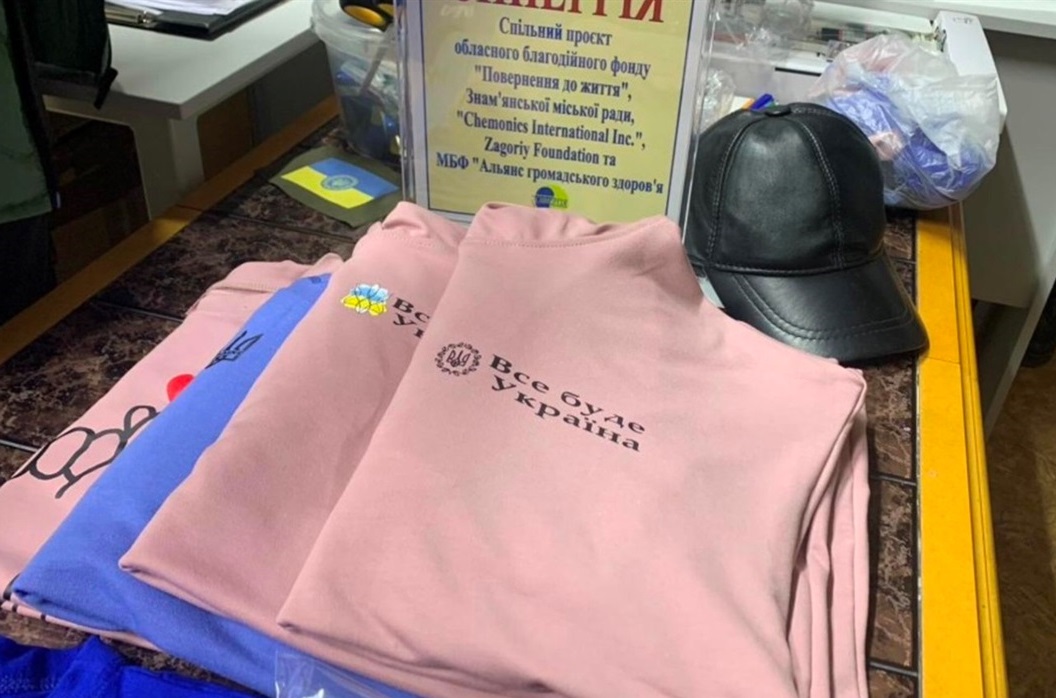 Спільний проєкт
обласного благодійного фонду
"Повернення до життя",
Знам'янської міської ради,
"Chemonics International Inc.",
Zagoriy Foundation та
МБФ "Альянс громадського здоров'я
Все буде
Україна